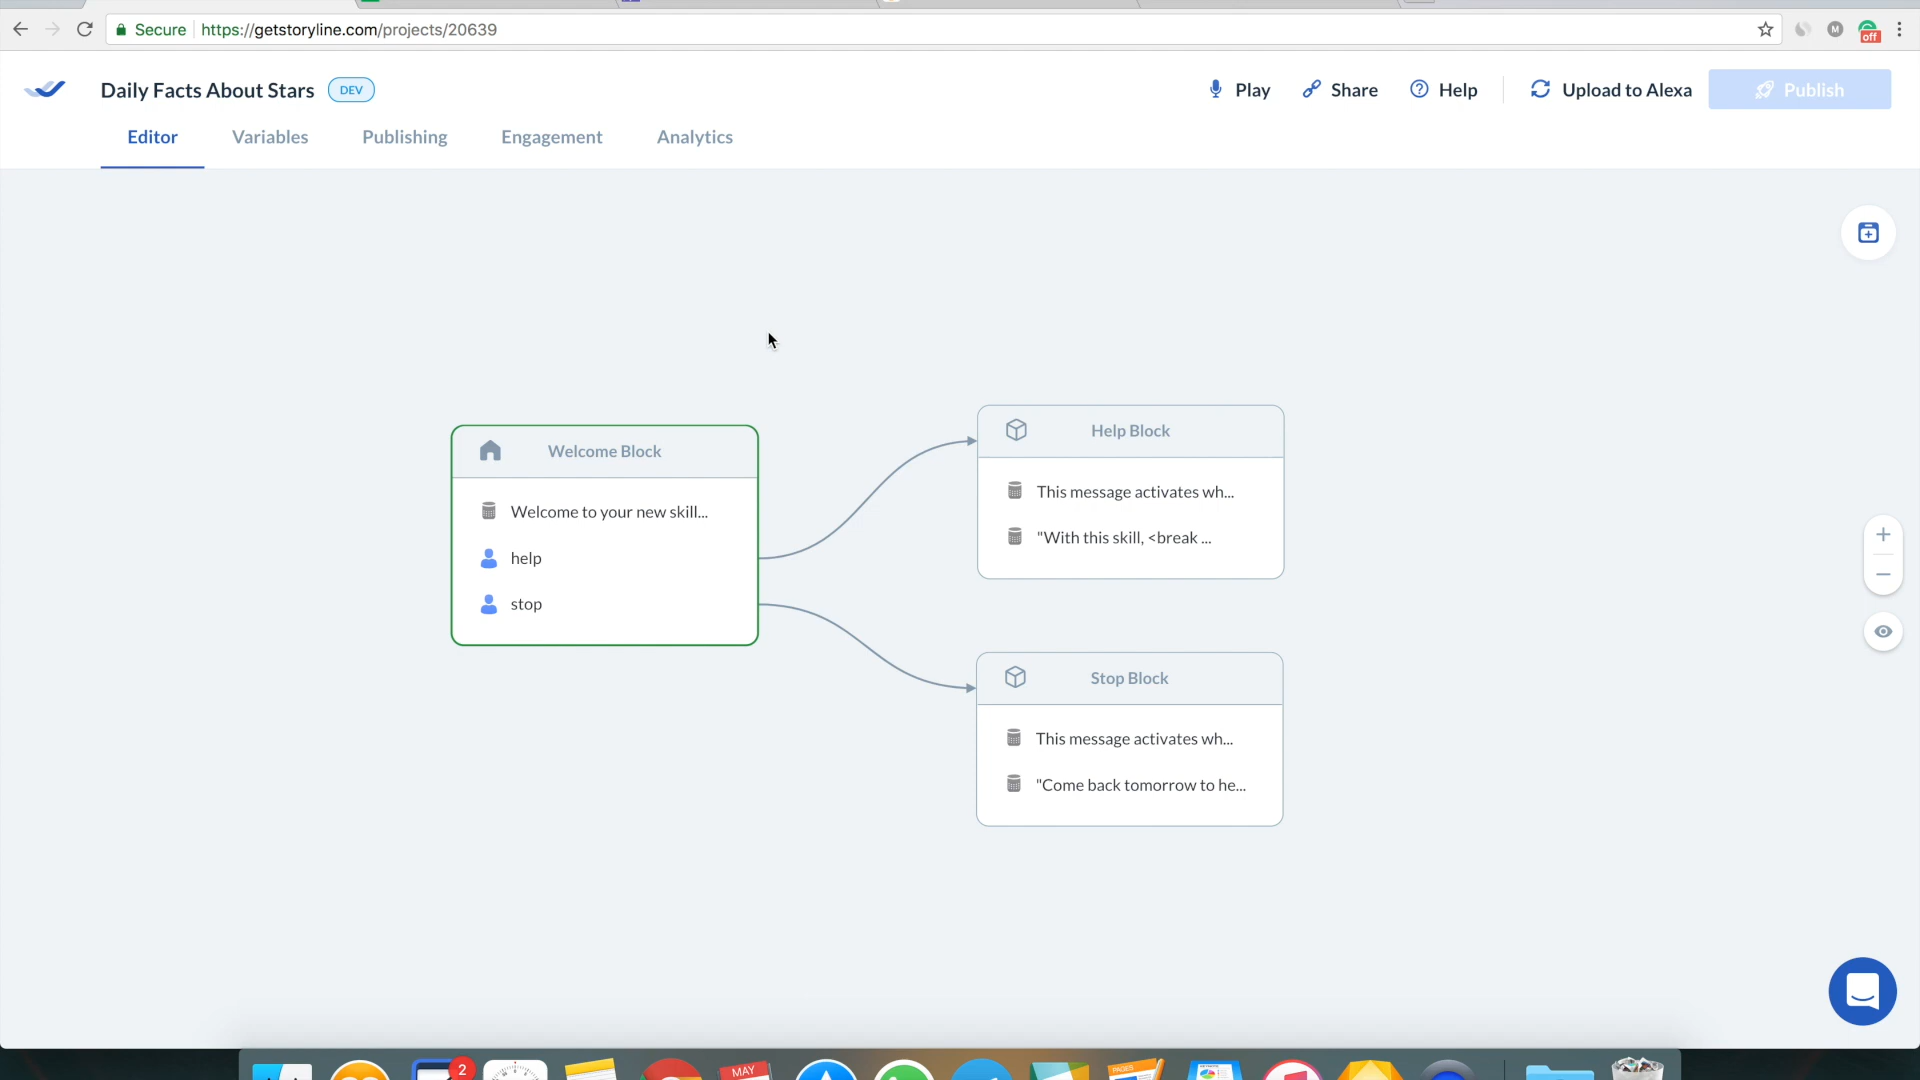 Secure https://getstoryline.com/projects/20639
M
off
Daily Facts About Stars DEV
Play Share Help Upload to Alexa Publish
Editor Variables Publishing Engagement Analytics
Welcome Block
Welcome to your new skill...
help
stop
Help Block
This message activates wh...
"With this skill, <break ...
Stop Block
This message activates wh...
"Come back tomorrow to he...
2
MAY
PAGES